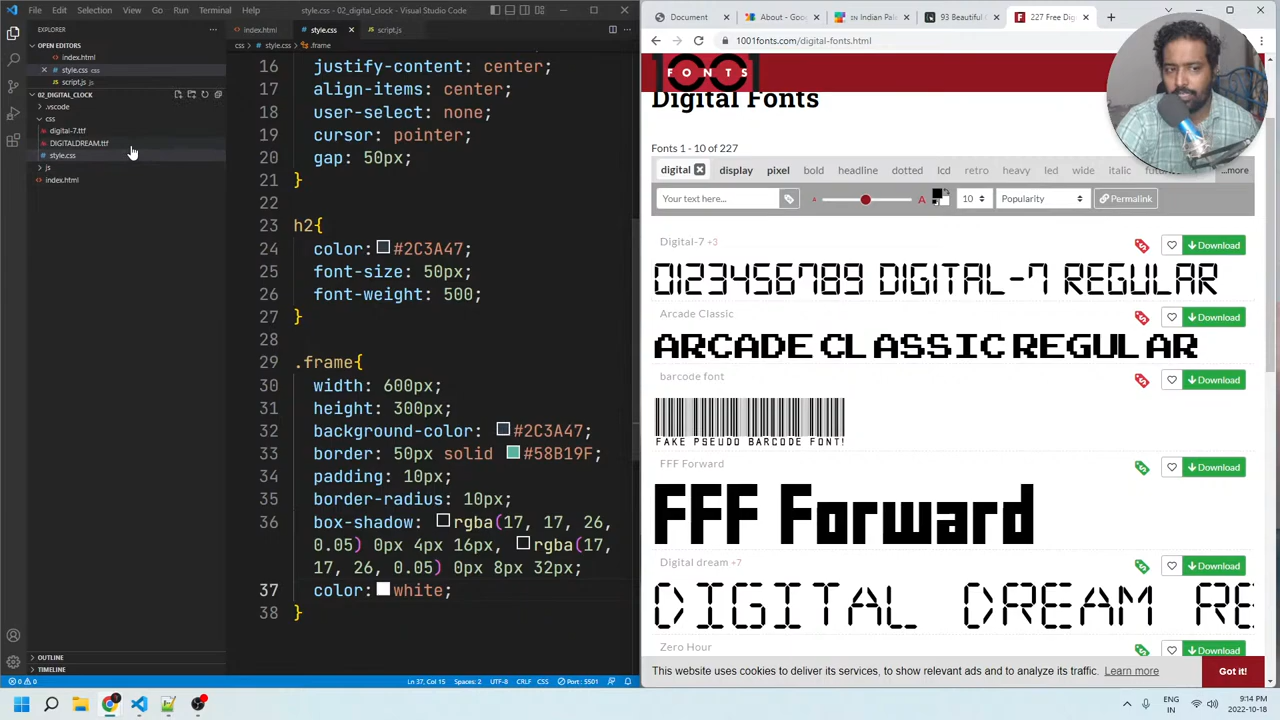 File Edit Selection View Go Run Terminal Help
style.css - 02_digital_clock - Visual Studio Code
EXPLORER
OPEN EDITORS
index.html
style.css css
script.js js
02_DIGITAL_CLOCK
.vscode
css
digital-7.ttf
DIGITALDREAM.ttf
style.css
js
index.html
OUTLINE
TIMELINE
index.html style.css script.js
css > style.css > .frame
16 justify-content: center;
17 align-items: center;
18 user-select: none;
19 cursor: pointer;
20 gap: 50px;
21 }
22
23 h2{
24 color: #2C3A47;
25 font-size: 50px;
26 font-weight: 500;
27 }
28
29 .frame{
30 width: 600px;
31 height: 300px;
32 background-color: #2C3A47;
33 border: 50px solid #58B19F;
34 padding: 10px;
35 border-radius: 10px;
36 box-shadow: rgba(17, 17, 26,
0.05) 0px 4px 16px, rgba(17,
17, 26, 0.05) 0px 8px 32px;
37 color: white;
38 }
0 0 Ln 37, Col 15 Spaces: 2 UTF-8 CRLF CSS Port : 5501
Document About - Goo IN Indian Pale 93 Beautiful 227 Free Dig
1001fonts.com/digital-fonts.html
1001
FONTS
Digital Fonts
Fonts 1 - 10 of 227
digital display pixel bold headline dotted lcd retro heavy led wide italic ...more
Your text here... A A 10 Popularity Permalink
Digital-7 +3
Download
0123456789 DIGITAL-7 REGULAR
Arcade Classic
Download
ARCADE CLASSIC REGULAR
barcode font
Download
FAKE PSEUDO BARCODE FONT!
FFF Forward
Download
FFF Forward
Digital dream +7
Download
DIGITAL DREAM RE
Zero Hour
Download
This website uses cookies to deliver its services, to show relevant ads and to analyze its traffic. Learn more Got it!
ENG
IN
9:14 PM
2022-10-18